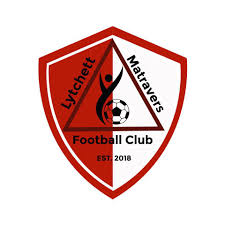 Lytchett
Matravers
Football Club
EST. 2018